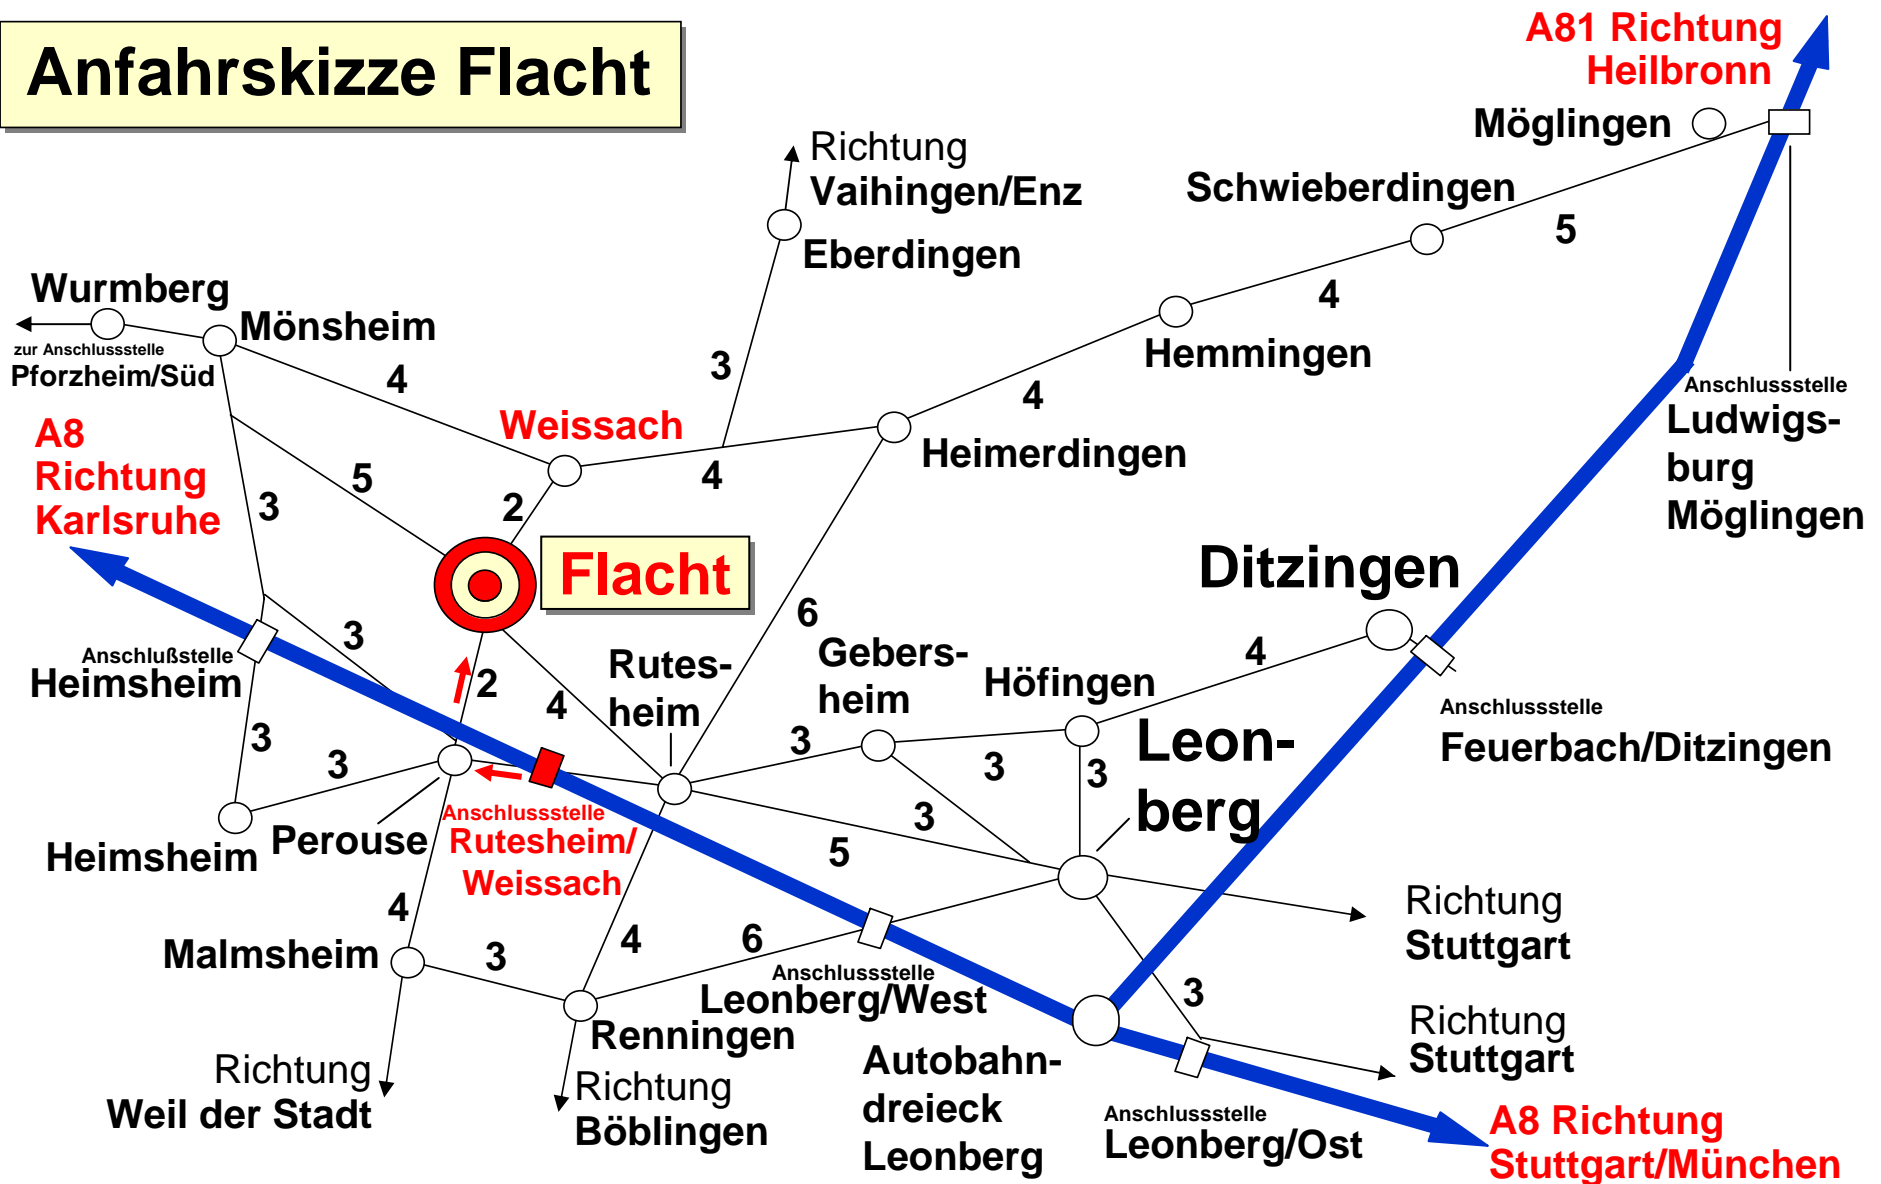 Anfahrskizze Flacht
A81 Richtung
Heilbronn
Möglingen
Richtung
Vaihingen/Enz
Schwieberdingen
5
Eberdingen
Wurmberg
Mönsheim
4
zur Anschlussstelle
Pforzheim/Süd
4
3
Hemmingen
Anschlussstelle
Ludwigs-
burg
Möglingen
A8
Richtung
Karlsruhe
Weissach
4
Heimerdingen
5
4
3
2
Flacht
Ditzingen
6
3
Anschlußstelle
Heimsheim
2
4
Rutes-
heim
Gebers-
heim
Höfingen
4
Anschlussstelle
Feuerbach/Ditzingen
3
3
3
3
3
Leon-
berg
3
5
Heimsheim
Perouse
Anschlussstelle
Rutesheim/
Weissach
4
Malmsheim
3
4
6
Anschlussstelle
Leonberg/West
Richtung
Stuttgart
3
Renningen
Richtung
Stuttgart
Richtung
Weil der Stadt
Richtung
Böblingen
Autobahn-
dreieck
Leonberg
Anschlussstelle
Leonberg/Ost
A8 Richtung
Stuttgart/München